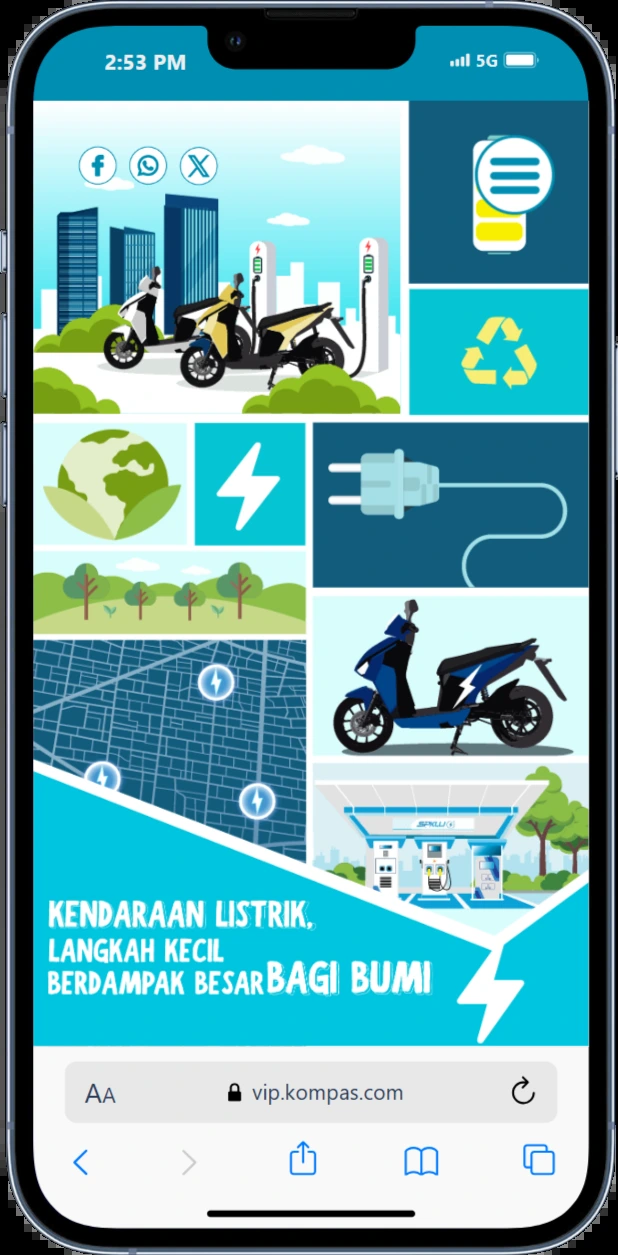 2:53 PM
5G
SPKLU
KENDARAAN LISTRIK,
LANGKAH KECIL
BERDAMPAK BESAR BAGI BUMI
AA
vip.kompas.com